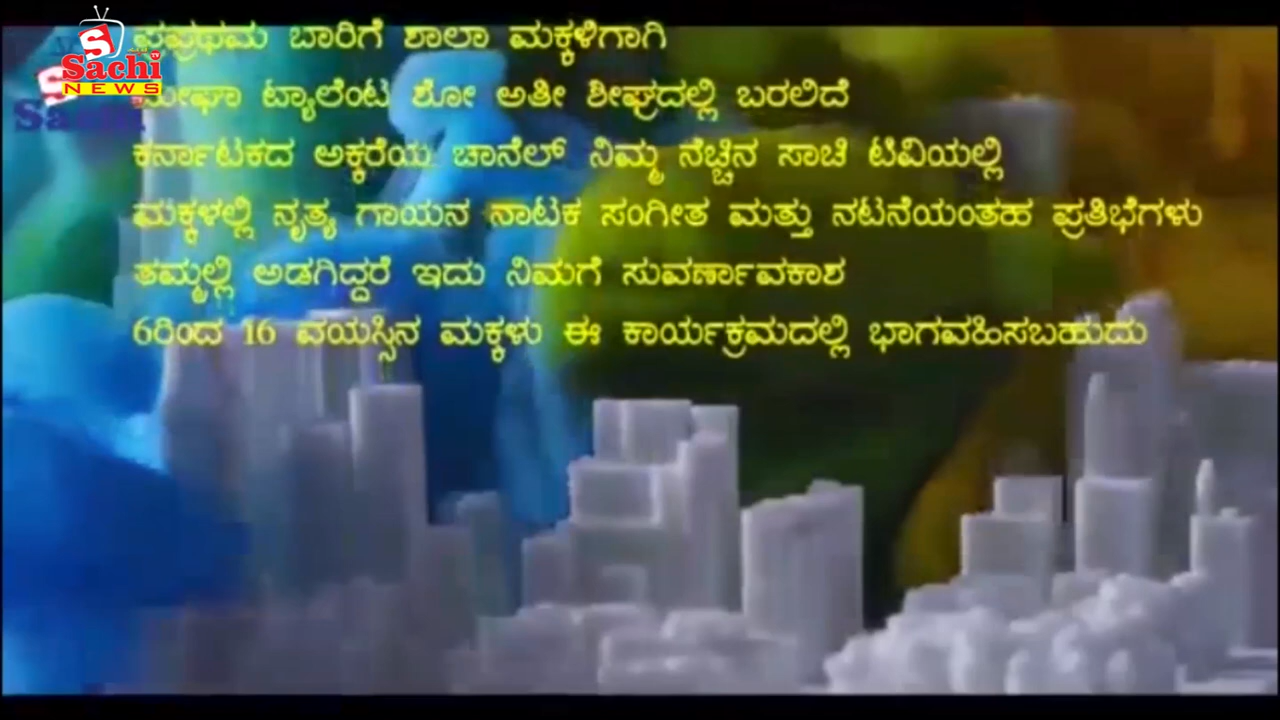 Sachi TV
NEWS
ಪ್ರಪ್ರಥಮ ಬಾರಿಗೆ ಶಾಲಾ ಮಕ್ಕಳಿಗಾಗಿ
ಟ್ಯಾಲೆಂಟ ಶೋ ಅತೀ ಶೀಘ್ರದಲ್ಲಿ ಬರಲಿದೆ
ಕರ್ನಾಟಕದ ಅಕ್ಕರೆಯ ಚಾನೆಲ್ ನಿಮ್ಮ ನೆಚ್ಚಿನ ಸಾಚಿ ಟಿವಿಯಲ್ಲಿ
ಮಕ್ಕಳಲ್ಲಿ ನೃತ್ಯ ಗಾಯನ ನಾಟಕ ಸಂಗೀತ ಮತ್ತು ನಟನೆಯಂತಹ ಪ್ರತಿಭೆಗಳು
ತಮ್ಮಲ್ಲಿ ಅಡಗಿದ್ದರೆ ಇದು ನಿಮಗೆ ಸುವರ್ಣಾವಕಾಶ
6ರಿಂದ 16 ವಯಸ್ಸಿನ ಮಕ್ಕಳು ಈ ಕಾರ್ಯಕ್ರಮದಲ್ಲಿ ಭಾಗವಹಿಸಬಹುದು